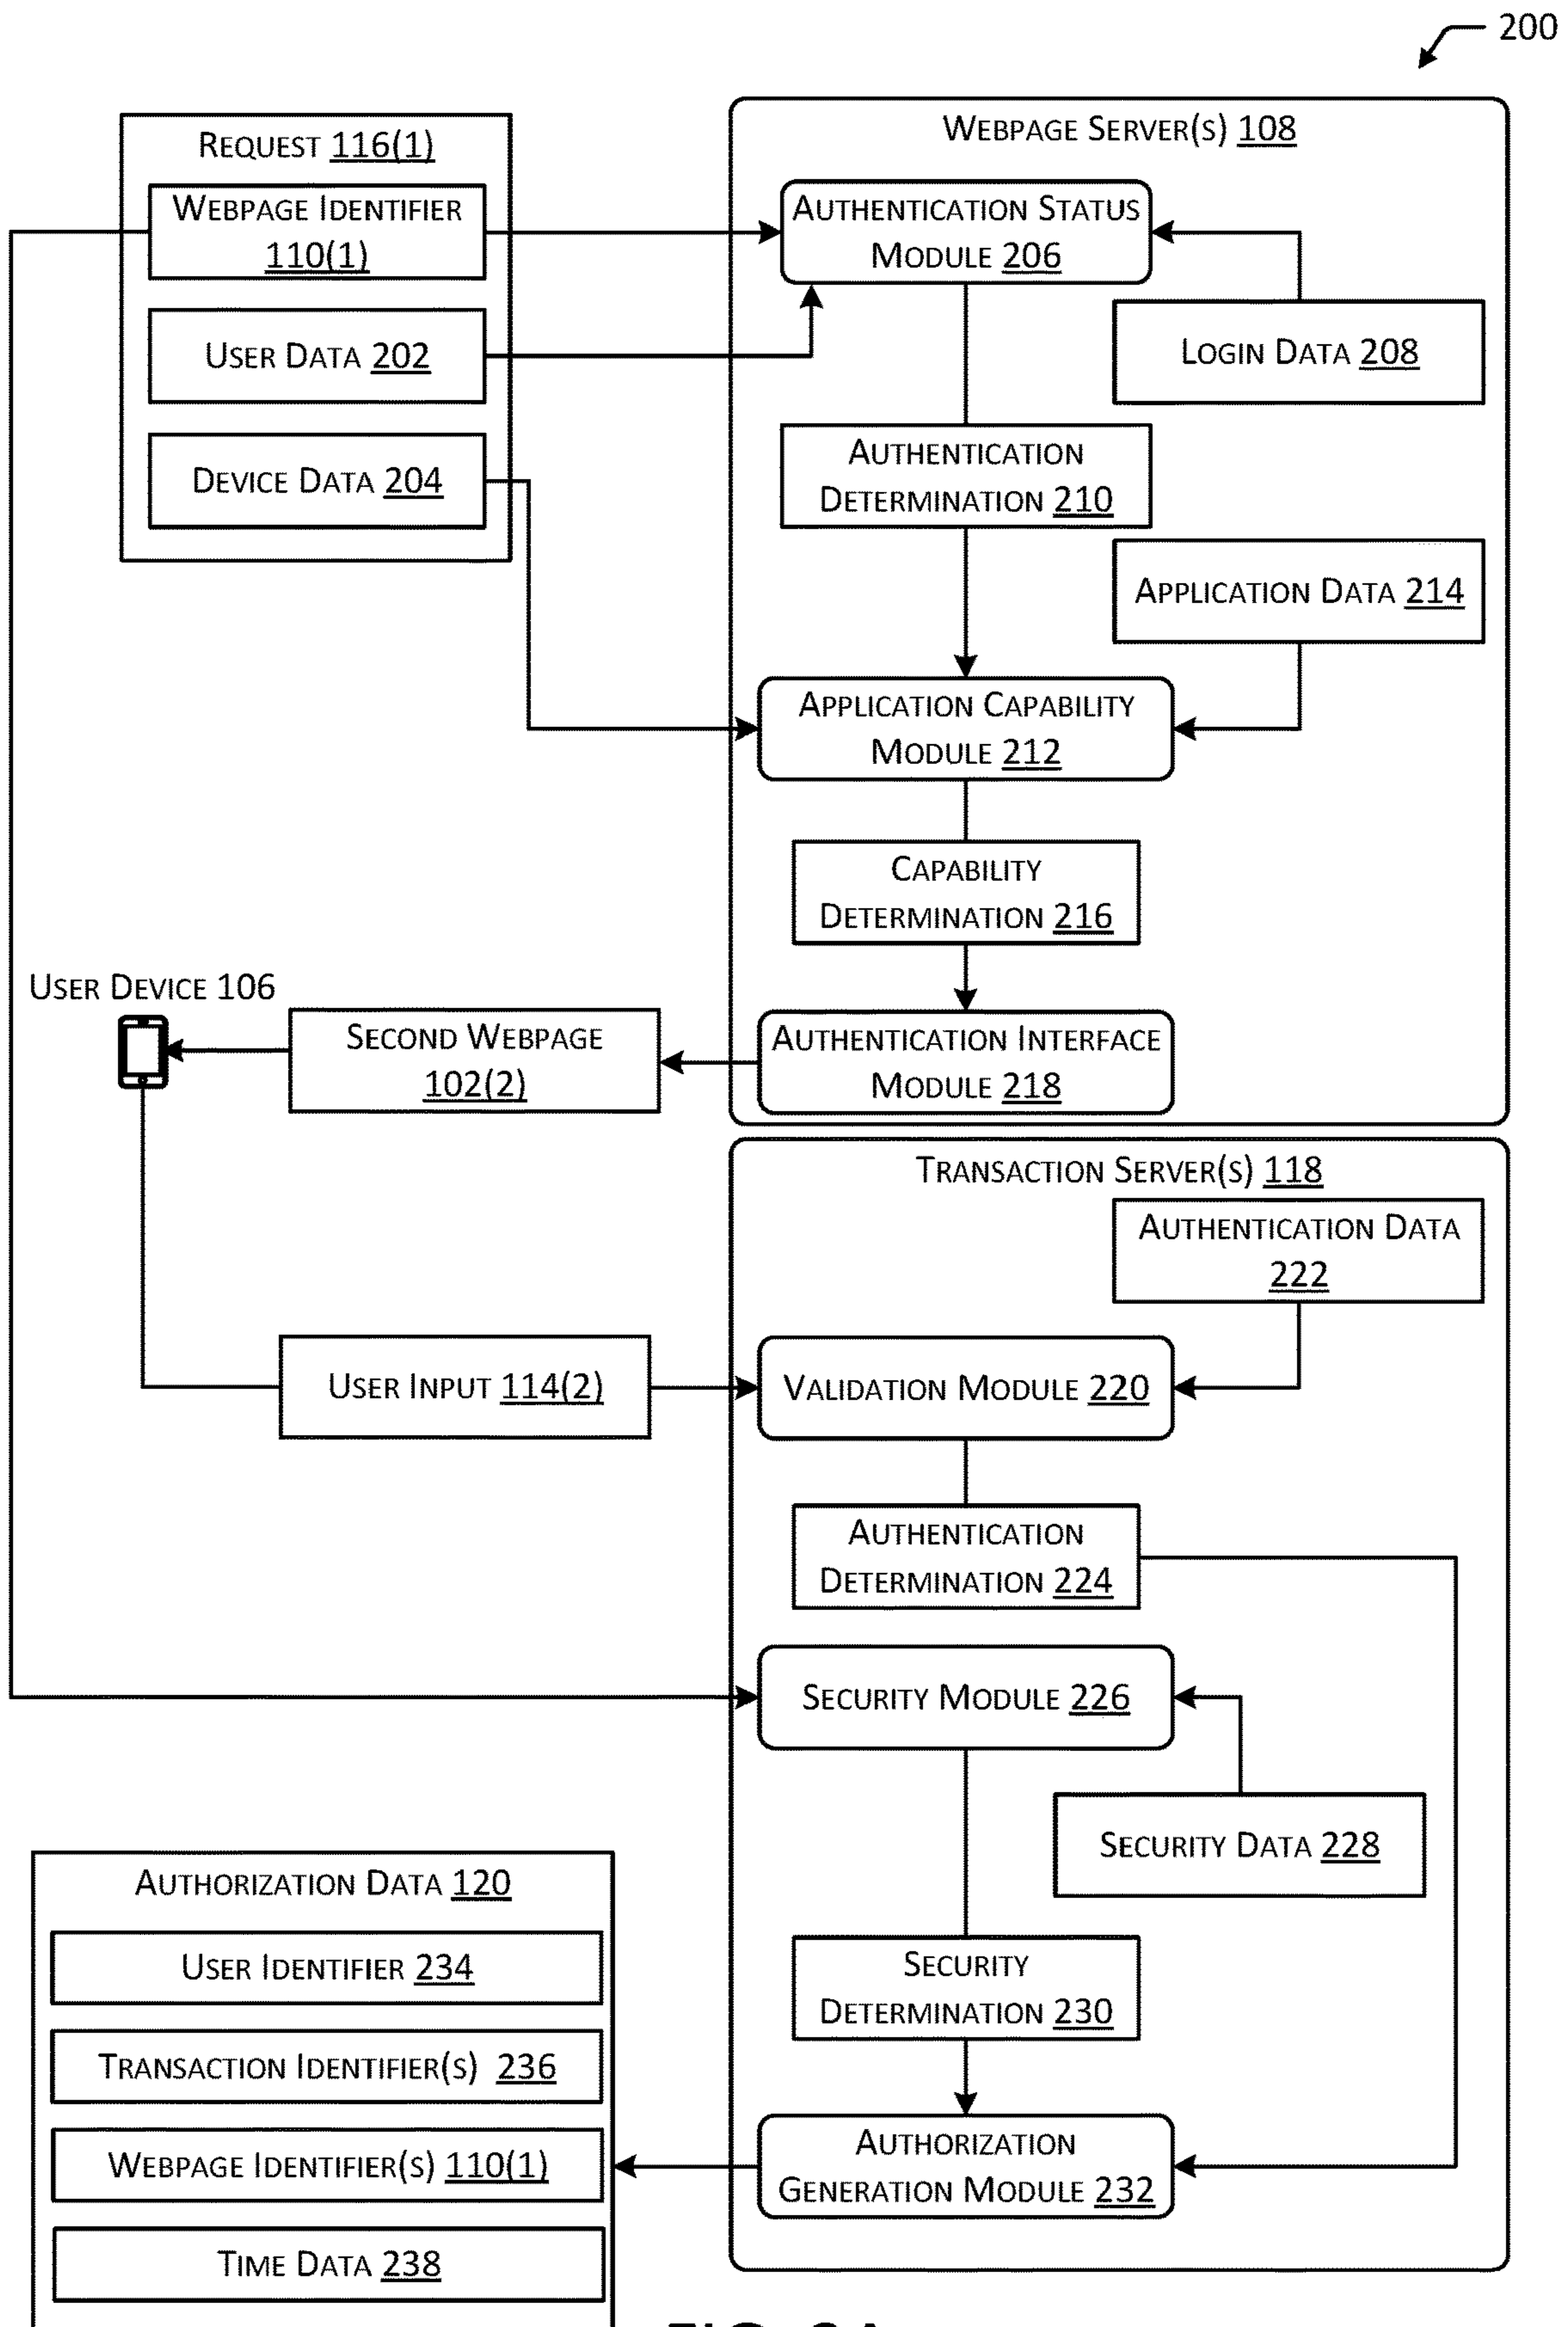 200
REQUEST 116(1)
WEBPAGE IDENTIFIER
110(1)
USER DATA 202
DEVICE DATA 204
WEBPAGE SERVER(S) 108
AUTHENTICATION STATUS
MODULE 206
LOGIN DATA 208
AUTHENTICATION
DETERMINATION 210
APPLICATION DATA 214
APPLICATION CAPABILITY
MODULE 212
CAPABILITY
DETERMINATION 216
AUTHENTICATION INTERFACE
MODULE 218
SECOND WEBPAGE
102(2)
USER DEVICE 106
TRANSACTION SERVER(S) 118
AUTHENTICATION DATA
222
USER INPUT 114(2)
VALIDATION MODULE 220
AUTHENTICATION
DETERMINATION 224
SECURITY MODULE 226
SECURITY DATA 228
SECURITY
DETERMINATION 230
AUTHORIZATION
GENERATION MODULE 232
AUTHORIZATION DATA 120
USER IDENTIFIER 234
TRANSACTION IDENTIFIER(S) 236
WEBPAGE IDENTIFIER(S) 110(1)
TIME DATA 238